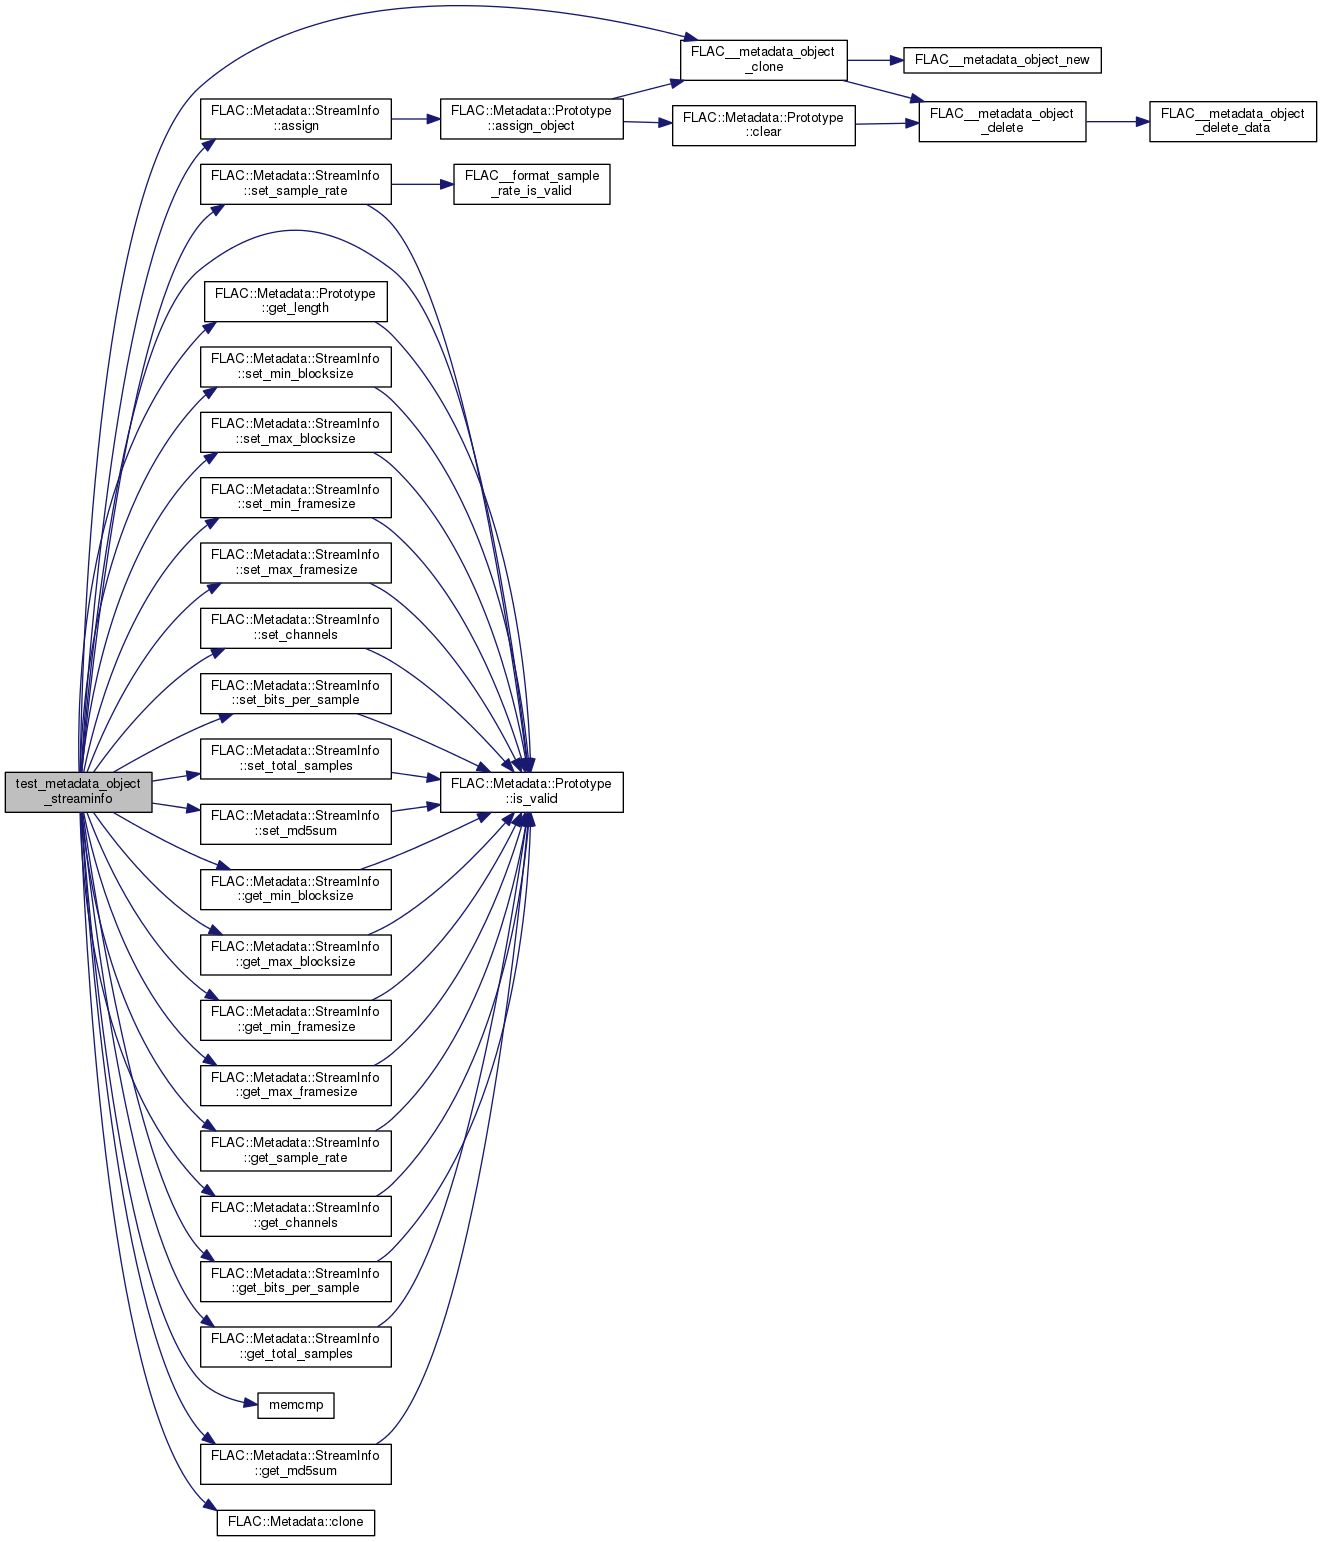 FLAC__metadata_object
_clone
FLAC__metadata_object_new
FLAC::Metadata::StreamInfo
::assign
FLAC::Metadata::Prototype
::assign_object
FLAC::Metadata::Prototype
::clear
FLAC__metadata_object
_delete
FLAC__metadata_object
_delete_data
FLAC::Metadata::StreamInfo
::set_sample_rate
FLAC__format_sample
_rate_is_valid
FLAC::Metadata::Prototype
::get_length
FLAC::Metadata::StreamInfo
::set_min_blocksize
FLAC::Metadata::StreamInfo
::set_max_blocksize
FLAC::Metadata::StreamInfo
::set_min_framesize
FLAC::Metadata::StreamInfo
::set_max_framesize
FLAC::Metadata::StreamInfo
::set_channels
FLAC::Metadata::StreamInfo
::set_bits_per_sample
FLAC::Metadata::StreamInfo
::set_total_samples
test_metadata_object
_streaminfo
FLAC::Metadata::Prototype
::is_valid
FLAC::Metadata::StreamInfo
::set_md5sum
FLAC::Metadata::StreamInfo
::get_min_blocksize
FLAC::Metadata::StreamInfo
::get_max_blocksize
FLAC::Metadata::StreamInfo
::get_min_framesize
FLAC::Metadata::StreamInfo
::get_max_framesize
FLAC::Metadata::StreamInfo
::get_sample_rate
FLAC::Metadata::StreamInfo
::get_channels
FLAC::Metadata::StreamInfo
::get_bits_per_sample
FLAC::Metadata::StreamInfo
::get_total_samples
memcmp
FLAC::Metadata::StreamInfo
::get_md5sum
FLAC::Metadata::clone